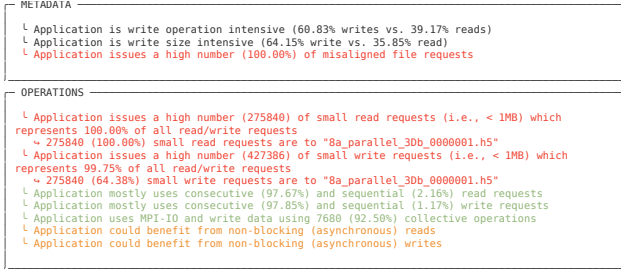 METADATA
└ Application is write operation intensive (60.83% writes vs. 39.17% reads)
└ Application is write size intensive (64.15% write vs. 35.85% read)
└ Application issues a high number (100.00%) of misaligned file requests
OPERATIONS
└ Application issues a high number (275840) of small read requests (i.e., < 1MB) which
represents 100.00% of all read/write requests
↪ 275840 (100.00%) small read requests are to "8a_parallel_3Db_0000001.h5"
└ Application issues a high number (427386) of small write requests (i.e., < 1MB) which
represents 99.75% of all read/write requests
↪ 275840 (64.38%) small write requests are to "8a_parallel_3Db_0000001.h5"
└ Application mostly uses consecutive (97.67%) and sequential (2.16%) read requests
└ Application mostly uses consecutive (97.85%) and sequential (1.17%) write requests
└ Application uses MPI-IO and write data using 7680 (92.50%) collective operations
└ Application could benefit from non-blocking (asynchronous) reads
└ Application could benefit from non-blocking (asynchronous) writes